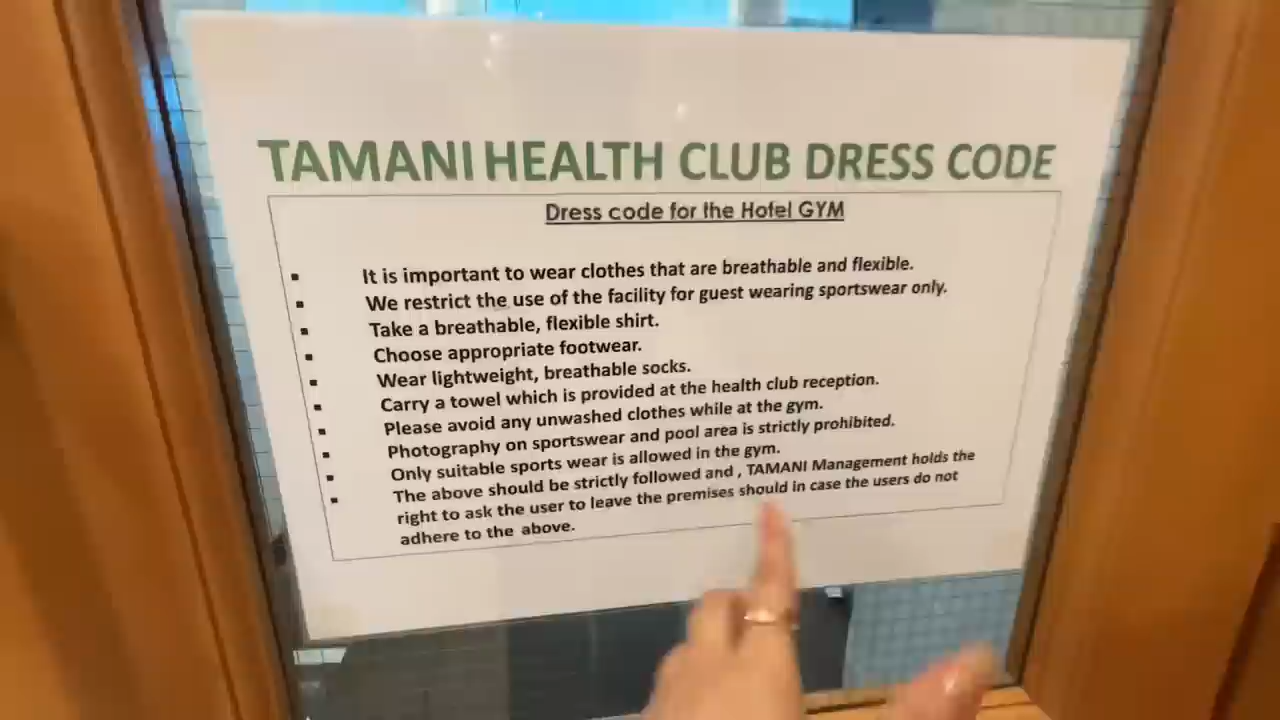 TAMANI HEALTH CLUB DRESS CODE
Dress code for the Hotel GYM
▪ It is important to wear clothes that are breathable and flexible.
▪ We restrict the use of the facility for guest wearing sportswear only.
▪ Take a breathable, flexible shirt.
▪ Choose appropriate footwear.
▪ Wear lightweight, breathable socks.
▪ Carry a towel which is provided at the health club reception.
▪ Please avoid any unwashed clothes while at the gym.
▪ Photography on sportswear and pool area is strictly prohibited.
▪ Only suitable sports wear is allowed in the gym.
▪ The above should be strictly followed and , TAMANI Management holds the
right to ask the user to leave the premises should in case the users do not
adhere to the above.